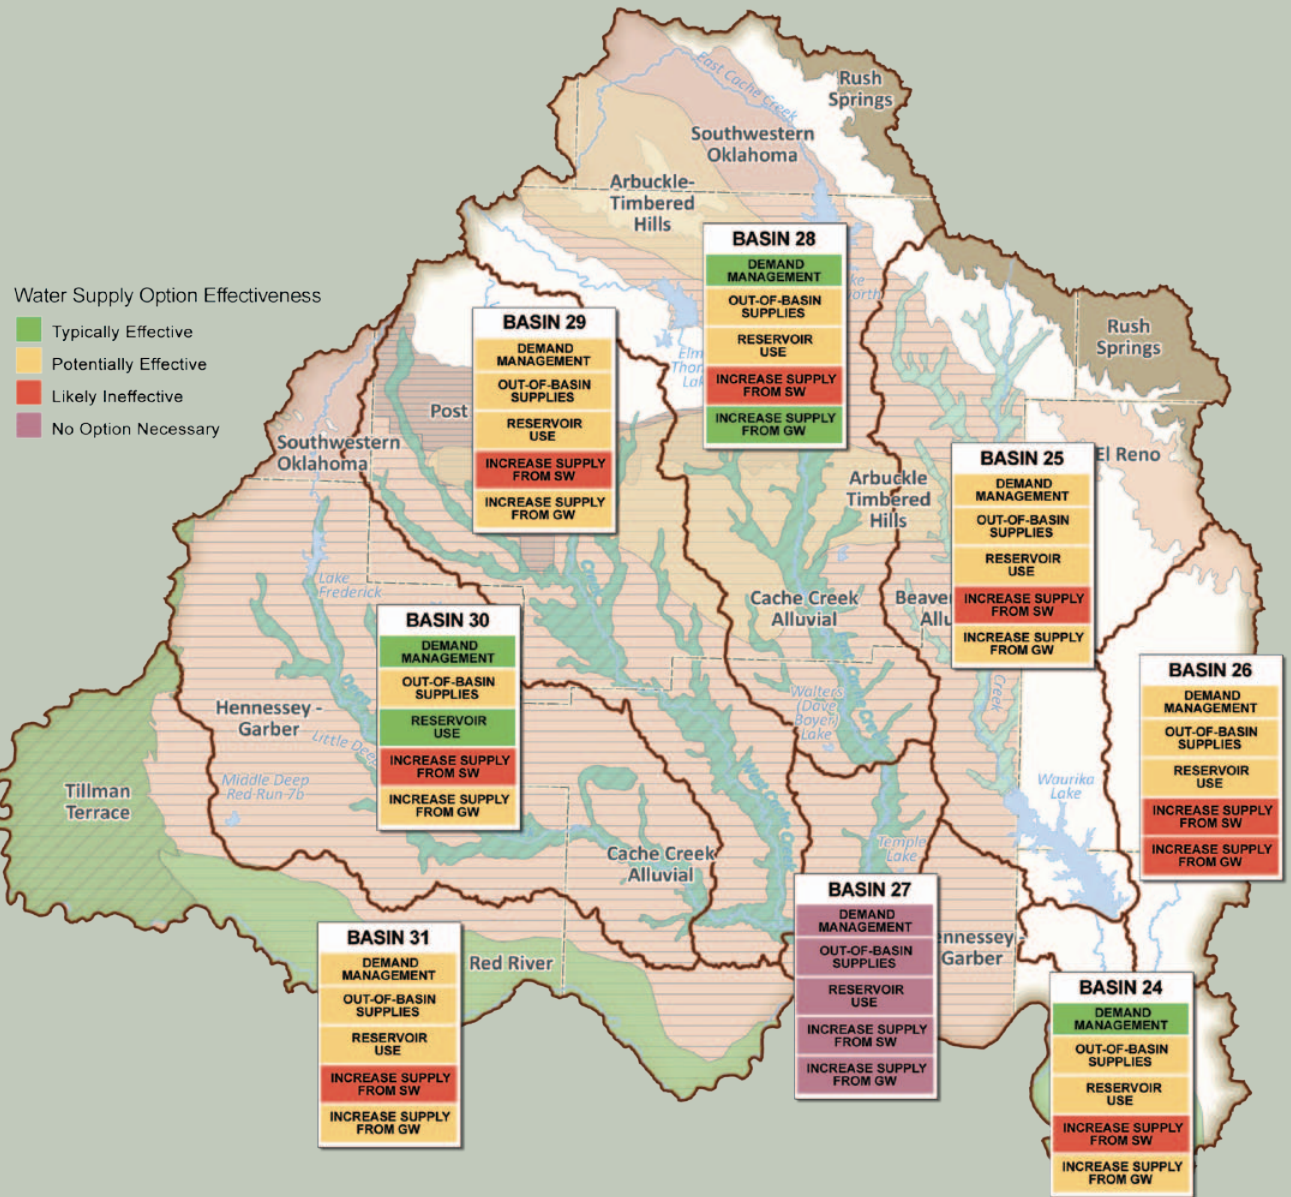 East Cache Creek
Rush
Springs
Southwestern
Oklahoma
Arbuckle-
Timbered
Hills
BASIN 28
DEMAND
MANAGEMENT
OUT-OF-BASIN
SUPPLIES
RESERVOIR
USE
INCREASE SUPPLY
FROM SW
INCREASE SUPPLY
FROM GW
Water Supply Option Effectiveness
Typically Effective
Potentially Effective
Likely Ineffective
No Option Necessary
BASIN 29
DEMAND
MANAGEMENT
OUT-OF-BASIN
SUPPLIES
RESERVOIR
USE
INCREASE SUPPLY
FROM SW
INCREASE SUPPLY
FROM GW
Rush
Springs
Post
Southwestern
Oklahoma
El Reno
BASIN 25
DEMAND
MANAGEMENT
OUT-OF-BASIN
SUPPLIES
RESERVOIR
USE
INCREASE SUPPLY
FROM SW
INCREASE SUPPLY
FROM GW
Arbuckle
Timbered
Hills
Lake
Frederick
Creek
Cache Creek
Alluvial
Beaver
Allu
BASIN 30
DEMAND
MANAGEMENT
OUT-OF-BASIN
SUPPLIES
RESERVOIR
USE
INCREASE SUPPLY
FROM SW
INCREASE SUPPLY
FROM GW
BASIN 26
DEMAND
MANAGEMENT
OUT-OF-BASIN
SUPPLIES
RESERVOIR
USE
INCREASE SUPPLY
FROM SW
INCREASE SUPPLY
FROM GW
Hennessey -
Garber
Little Deep
Walters
(Dave
Boyer)
Lake
Creek
Tillman
Terrace
Middle Deep
Red Run-7b
Waurika
Lake
Cache Creek
Alluvial
Temple
Lake
BASIN 27
DEMAND
MANAGEMENT
OUT-OF-BASIN
SUPPLIES
RESERVOIR
USE
INCREASE SUPPLY
FROM SW
INCREASE SUPPLY
FROM GW
ennessey-
Garber
Red River
BASIN 31
DEMAND
MANAGEMENT
OUT-OF-BASIN
SUPPLIES
RESERVOIR
USE
INCREASE SUPPLY
FROM SW
INCREASE SUPPLY
FROM GW
BASIN 24
DEMAND
MANAGEMENT
OUT-OF-BASIN
SUPPLIES
RESERVOIR
USE
INCREASE SUPPLY
FROM SW
INCREASE SUPPLY
FROM GW